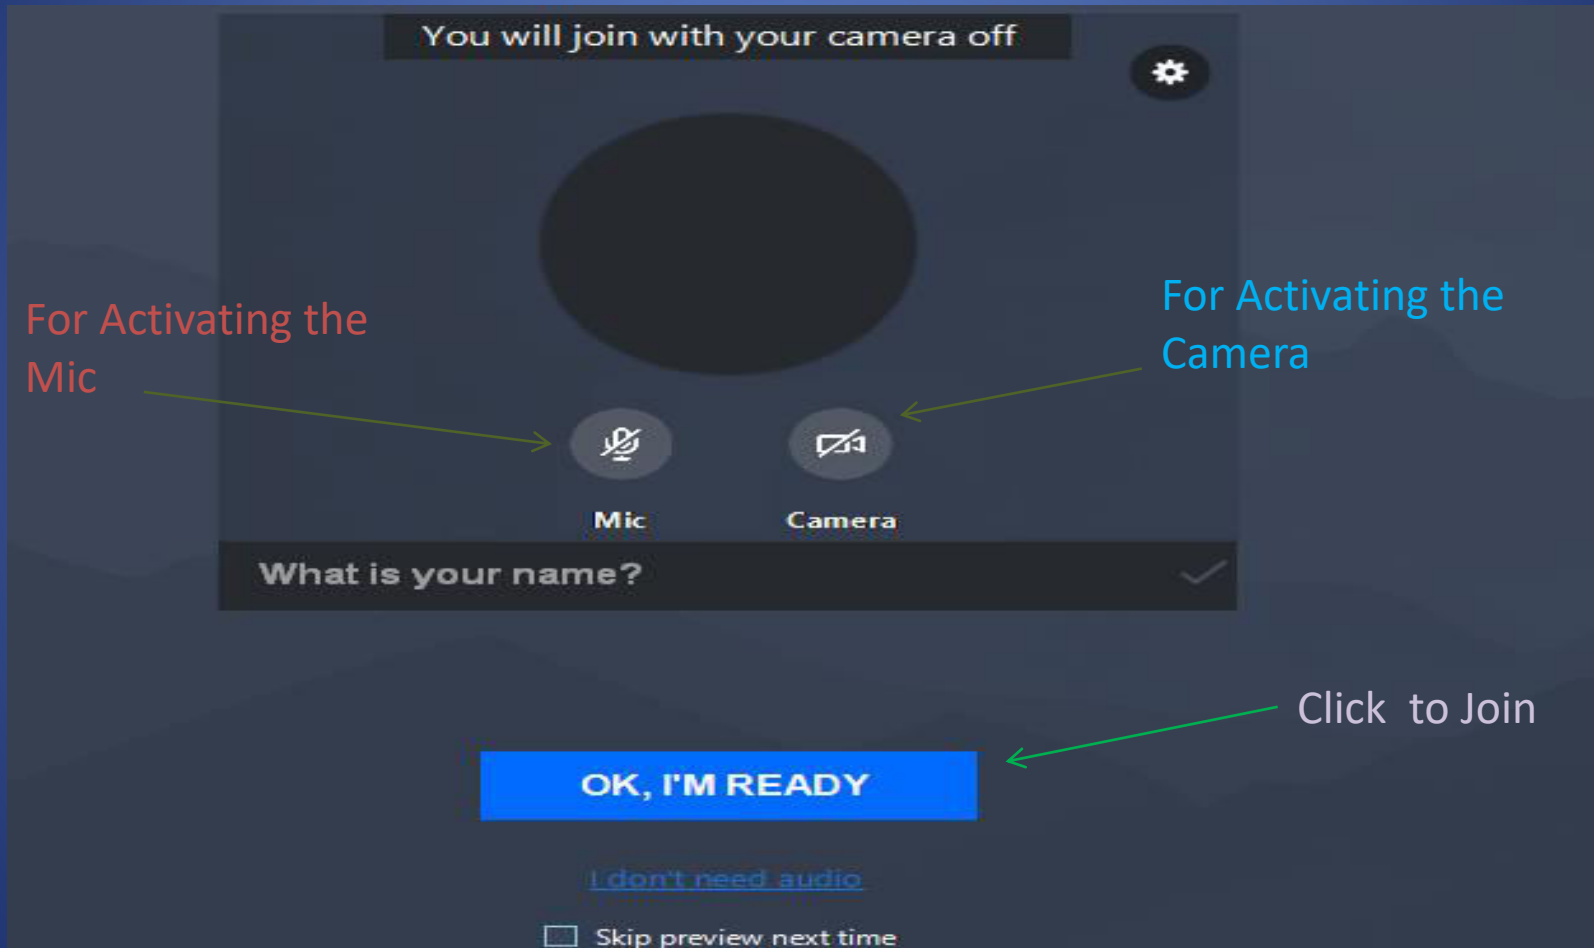 You will join with your camera off
For Activating the
Mic
For Activating the
Camera
Mic
Camera
What is your name?
Click to Join
OK, I'M READY
I don't need audio
Skip preview next time